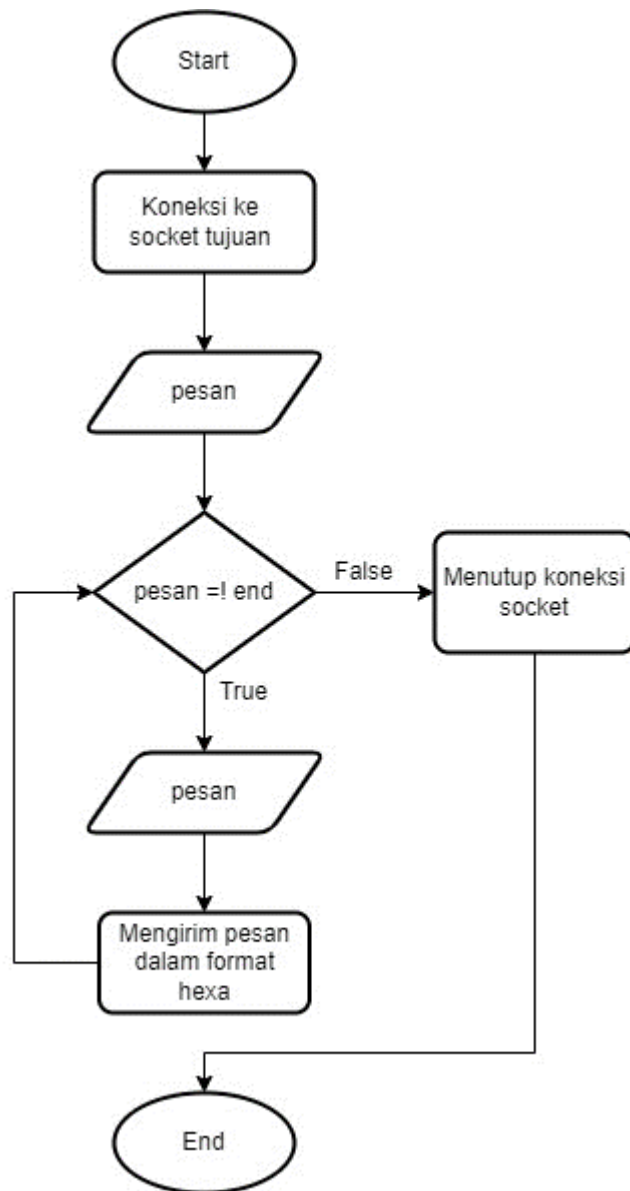 Start
Koneksi ke
socket tujuan
pesan
pesan =! end
False
Menutup koneksi
socket
True
pesan
Mengirim pesan
dalam format
hexa
End